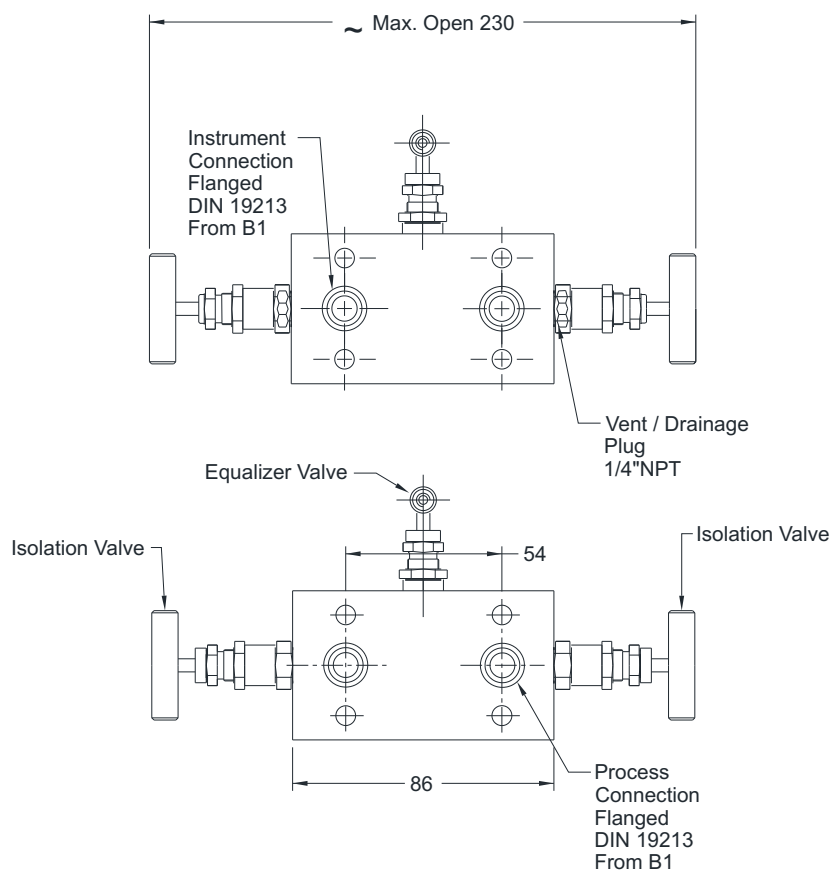 ~ Max. Open 230
Instrument
Connection
Flanged
DIN 19213
From B1
Vent / Drainage
Plug
1/4"NPT
Equalizer Valve
54
Isolation Valve
Isolation Valve
86
Process
Connection
Flanged
DIN 19213
From B1